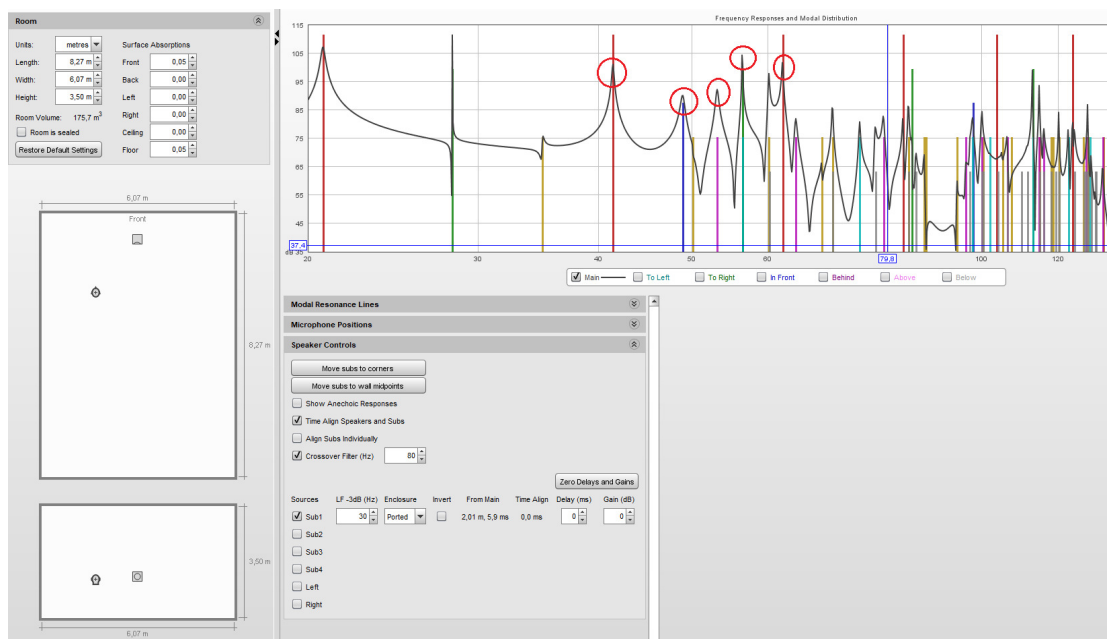 Room
Units: metres Surface Absorptions
Length: 8,27 m Front 0,05
Width: 6,07 m Back 0,00
Height: 3,50 m Left 0,00
Room Volume: 175,7 m3 Right 0,00
Room is sealed Ceiling 0,00
Restore Default Settings Floor 0,05
6,07 m
Front
8,27 m
3,50 m
6,07 m
Frequency Responses and Modal Distribution
115
105
95
85
75
65
55
45
37,4
35
20 30 40 50 60 79,8 100 120
Main To Left To Right In Front Behind Above Below
Modal Resonance Lines
Microphone Positions
Speaker Controls
Move subs to corners
Move subs to wall midpoints
Show Anechoic Responses
Time Align Speakers and Subs
Align Subs Individually
Crossover Filter (Hz) 80
Zero Delays and Gains
Sources LF -3dB (Hz) Enclosure Invert From Main Time Align Delay (ms) Gain (dB)
Sub1 30 Ported 2,01 m, 5,9 ms 0,0 ms 0 0
Sub2
Sub3
Sub4
Left
Right